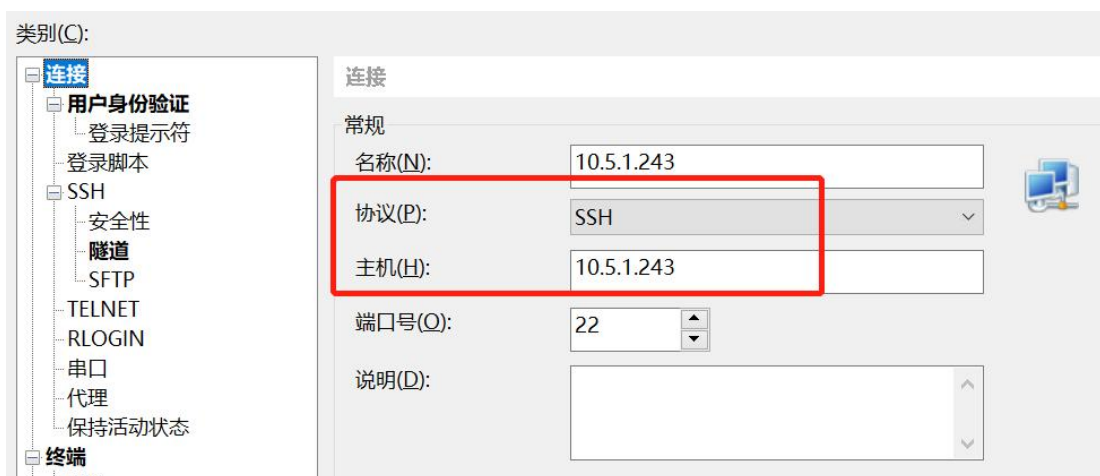 类别(C):
连接
用户身份验证
登录提示符
登录脚本
SSH
安全性
隧道
SFTP
TELNET
RLOGIN
串口
代理
保持活动状态
终端
连接
常规
名称(N):
10.5.1.243
协议(P):
SSH
主机(H):
10.5.1.243
端口号(O):
22
说明(D):